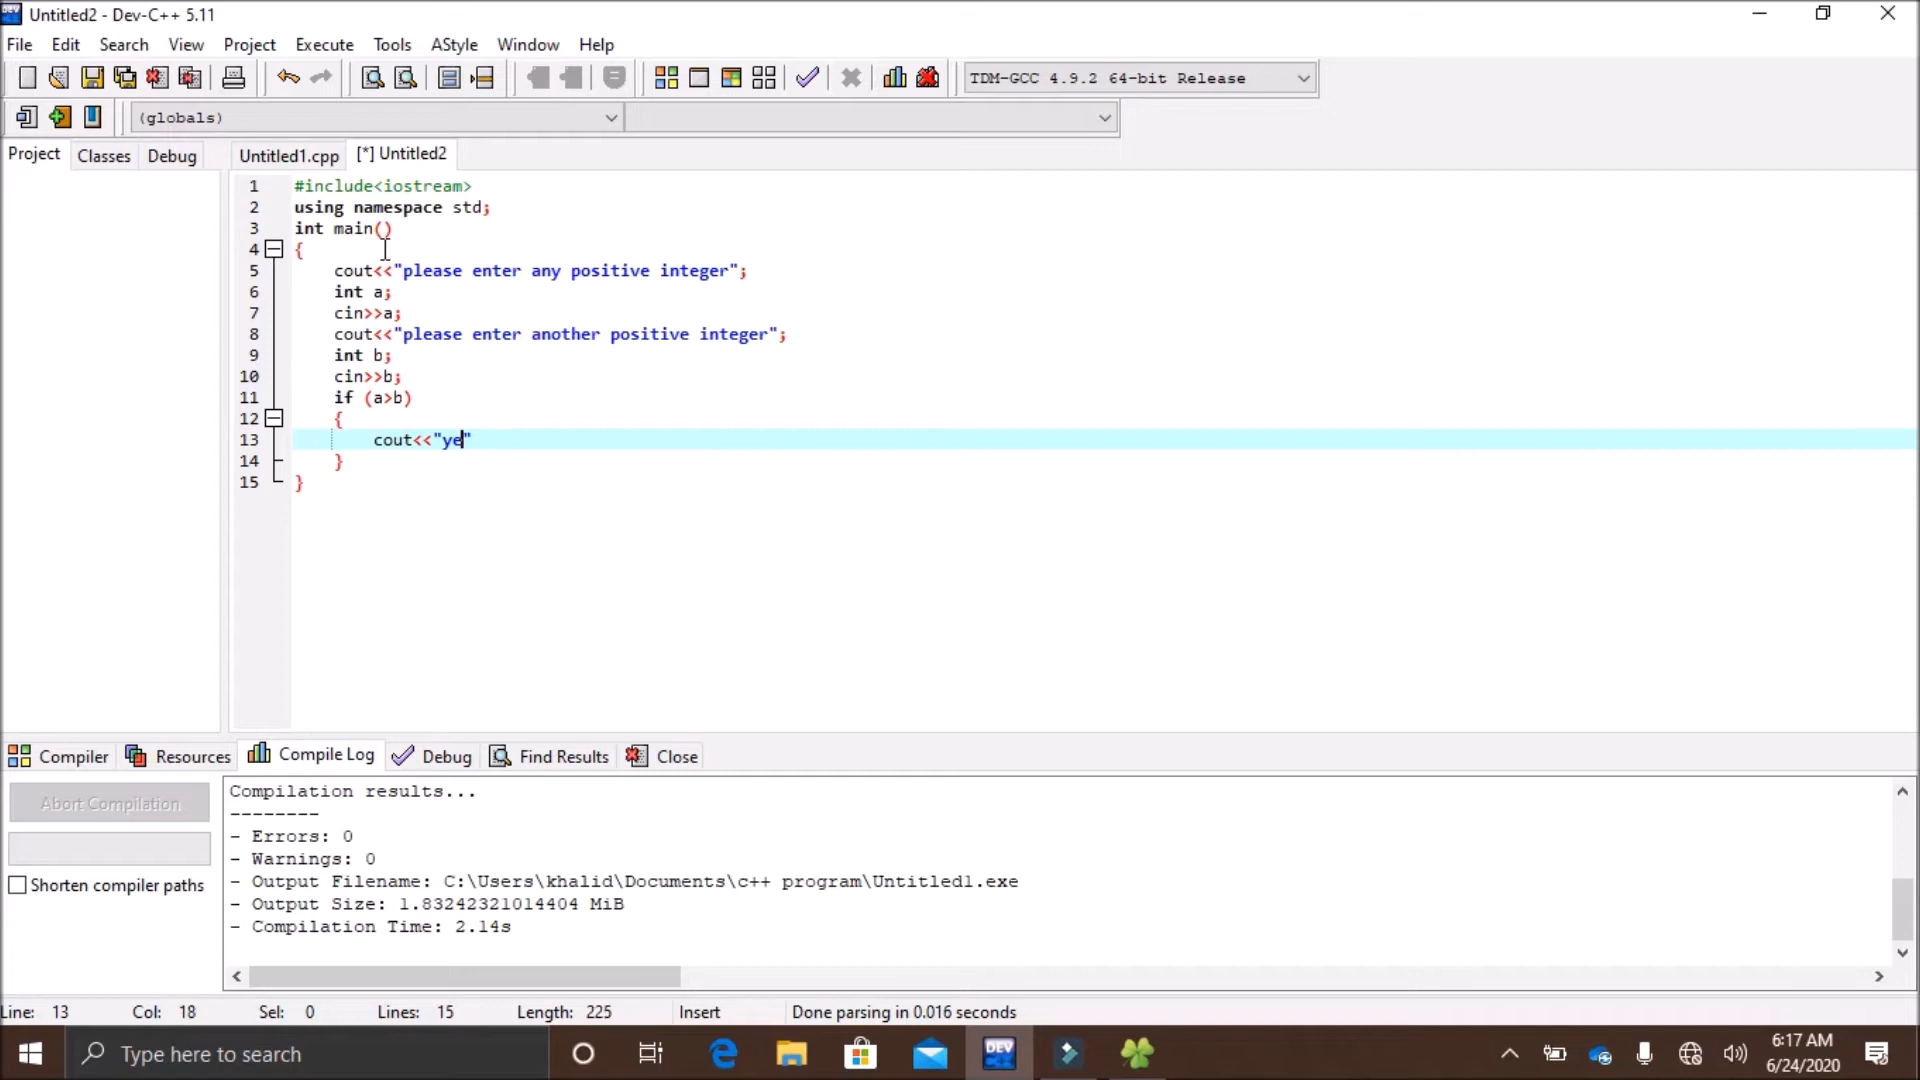 Untitled2 - Dev-C++ 5.11
File Edit Search View Project Execute Tools AStyle Window Help
TDM-GCC 4.9.2 64-bit Release
(globals)
Project Classes Debug Untitled1.cpp [*] Untitled2
1 #include<iostream>
2 using namespace std;
3 int main()
4 {
5 cout<<"please enter any positive integer";
6 int a;
7 cin>>a;
8 cout<<"please enter another positive integer";
9 int b;
10 cin>>b;
11 if (a>b)
12 {
13 cout<<"ye"
14 }
15 }
Compiler Resources Compile Log Debug Find Results Close
Abort Compilation
Shorten compiler paths
Compilation results...
--------
- Errors: 0
- Warnings: 0
- Output Filename: C:\Users\khalid\Documents\c++ program\Untitled1.exe
- Output Size: 1.83242321014404 MiB
- Compilation Time: 2.14s
Line: 13 Col: 18 Sel: 0 Lines: 15 Length: 225 Insert Done parsing in 0.016 seconds
Type here to search
DEV
6:17 AM
6/24/2020